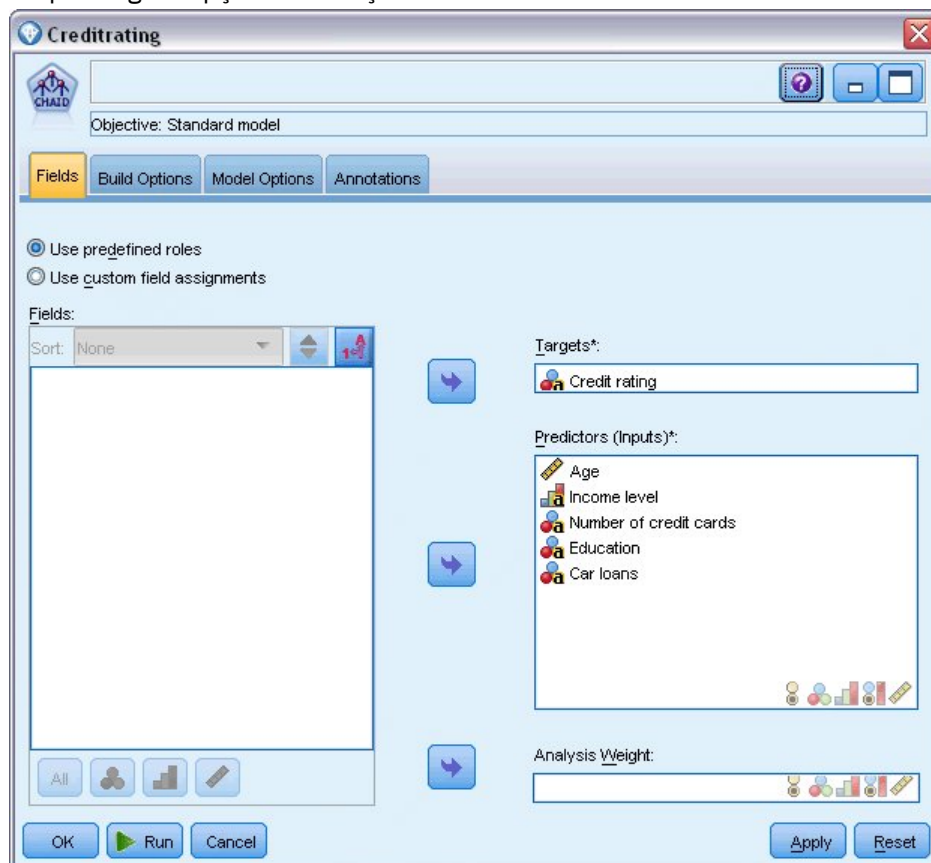 Creditrating
CHAID
Objective: Standard model
Fields Build Options Model Options Annotations
Use predefined roles
Use custom field assignments
Fields:
Sort: None
Targets*:
Credit rating
Predictors (Inputs)*:
Age
Income level
Number of credit cards
Education
Car loans
All
Analysis Weight:
OK Run Cancel Apply Reset